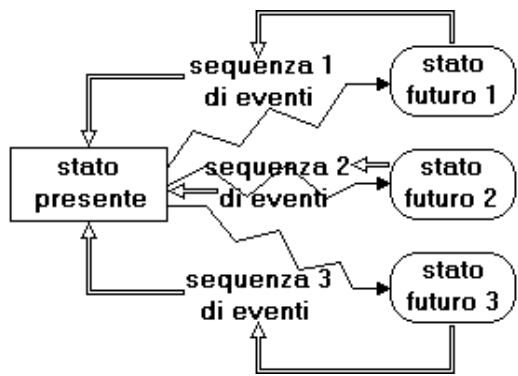 sequenza 1
di eventi
stato
futuro 1
stato
presente
sequenza 2
di eventi
stato
futuro 2
sequenza 3
di eventi
stato
futuro 3